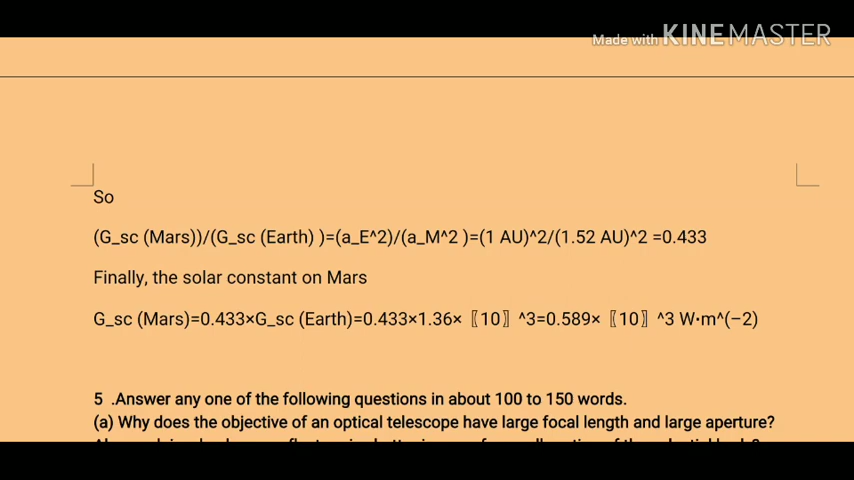 Made with KINEMASTER
So
(G_sc (Mars))/(G_sc (Earth) )=(a_E^2)/(a_M^2 )=(1 AU)^2/(1.52 AU)^2 =0.433
Finally, the solar constant on Mars
G_sc (Mars)=0.433×G_sc (Earth)=0.433×1.36× 〖10〗 ^3=0.589× 〖10〗 ^3 W⋅m^(−2)
5 .Answer any one of the following questions in about 100 to 150 words.
(a) Why does the objective of an optical telescope have large focal length and large aperture?